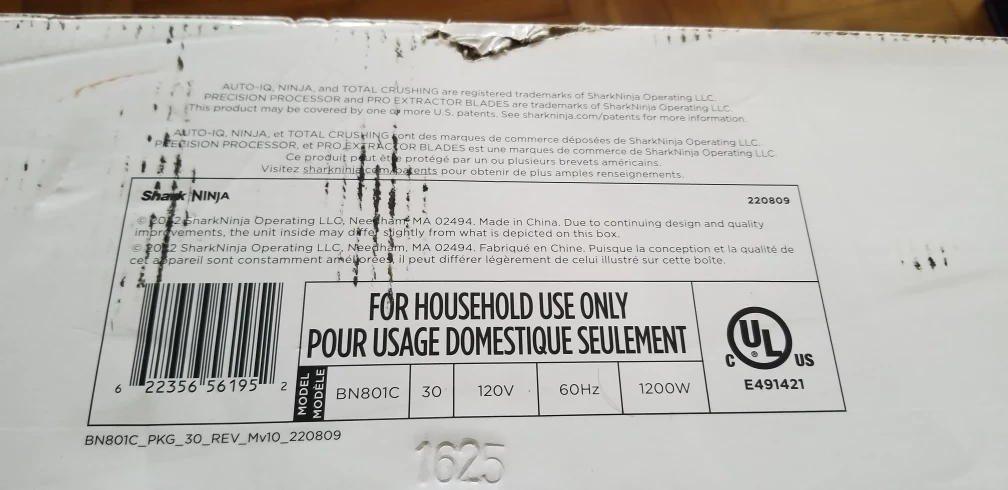 AUTO-IQ, NINJA, and TOTAL CRUSHING are registered trademarks of SharkNinja Operating LLC.
PRECISION PROCESSOR and PRO EXTRACTOR BLADES are trademarks of SharkNinja Operating LLC.
This product may be covered by one or more U.S. patents. See sharkninja.com/patents for more information.
AUTO-IQ, NINJA, et TOTAL CRUSHING sont des marques de commerce déposées de SharkNinja Operating LLC.
PRECISION PROCESSOR, et PRO EXTRACTOR BLADES est une marques de commerce de SharkNinja Operating LLC.
Ce produit peut être protégé par un ou plusieurs brevets américains.
Visitez sharkninja.com/patents pour obtenir de plus amples renseignements.
Shark NINJA
220809
© 2022 SharkNinja Operating LLC, Needham, MA 02494. Made in China. Due to continuing design and quality
improvements, the unit inside may differ slightly from what is depicted on this box.
© 2022 SharkNinja Operating LLC, Needham, MA 02494. Fabriqué en Chine. Puisque la conception et la qualité de
cet appareil sont constamment améliorées, il peut différer légèrement de celui illustré sur cette boîte.
6 22356 56195 2
FOR HOUSEHOLD USE ONLY
POUR USAGE DOMESTIQUE SEULEMENT
MODEL
MODÈLE
BN801C 30 120V 60Hz 1200W
C UL ® US
E491421
BN801C_PKG_30_REV_Mv10_220809
1625